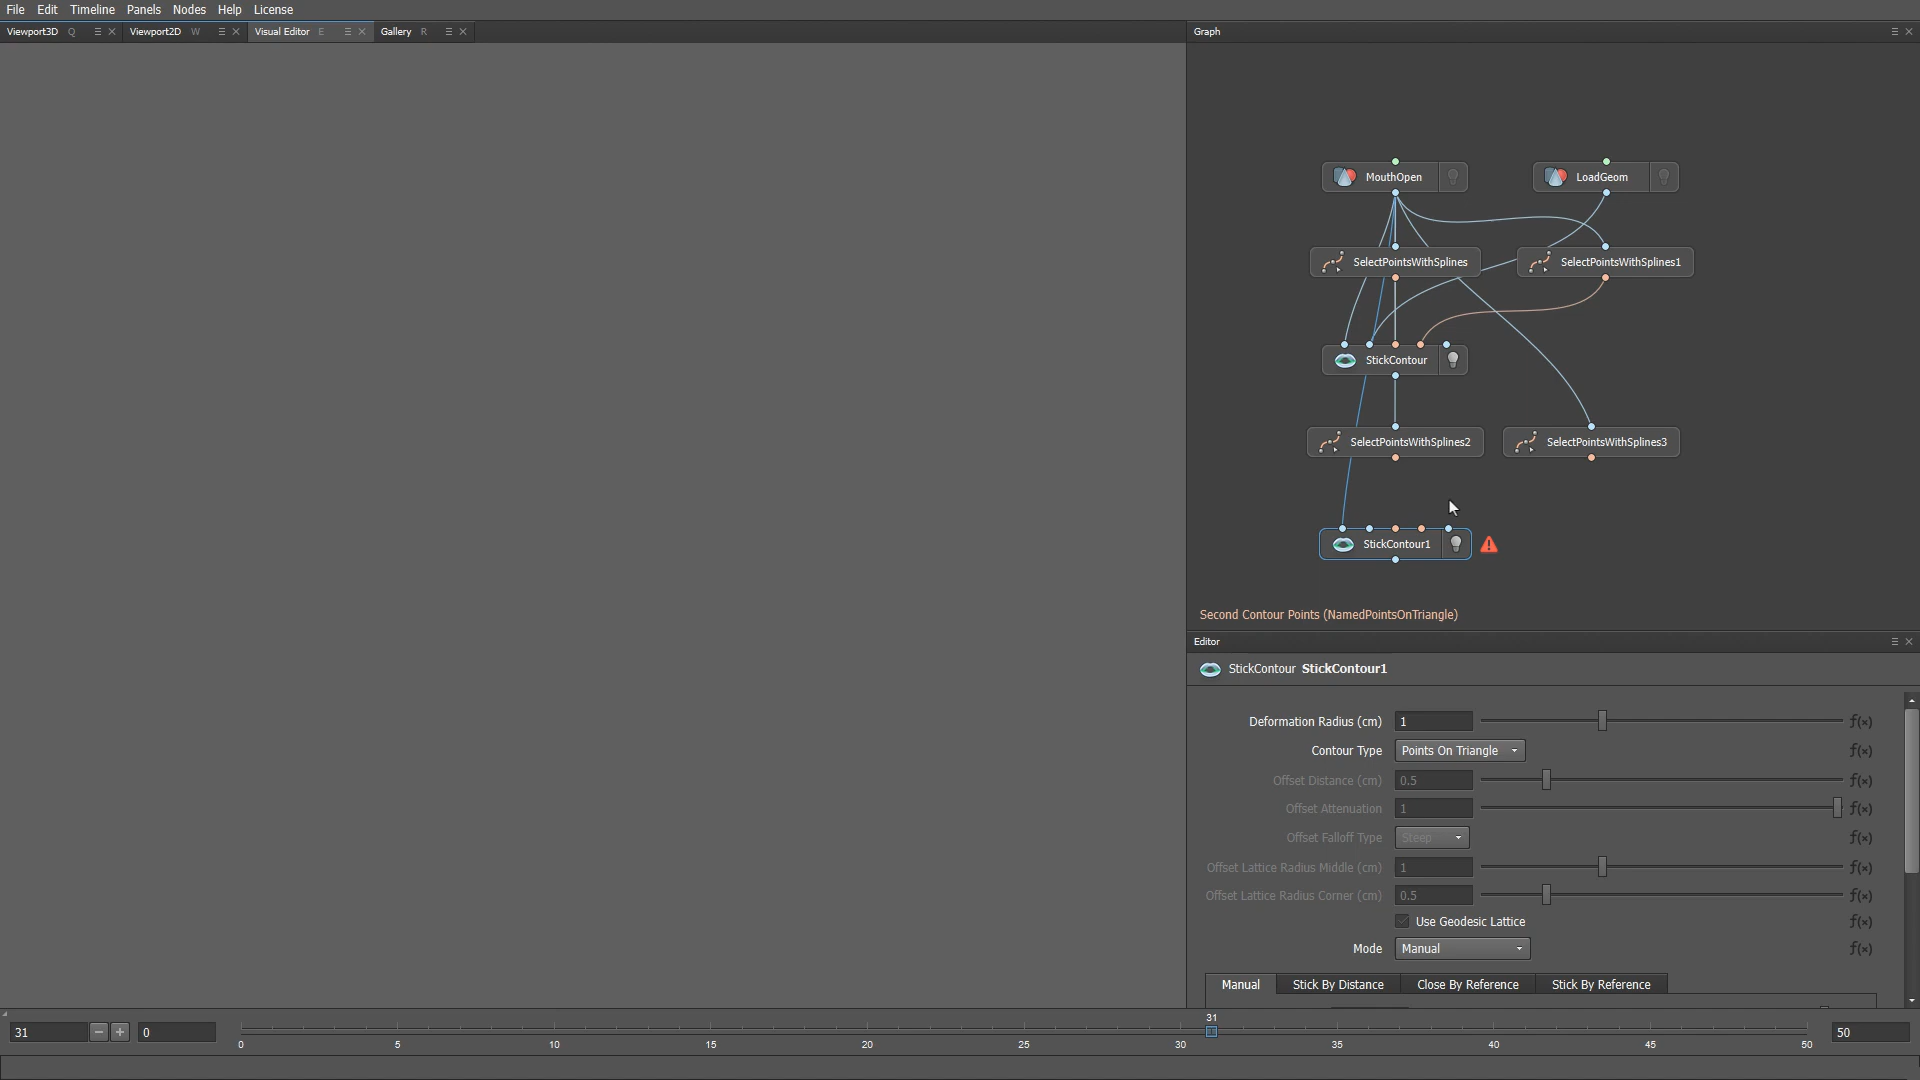 File Edit Timeline Panels Nodes Help License
Viewport3D Q Viewport2D W Visual Editor E Gallery R
Graph
MouthOpen
LoadGeom
SelectPointsWithSplines
SelectPointsWithSplines1
StickContour
SelectPointsWithSplines2
SelectPointsWithSplines3
StickContour1
Second Contour Points (NamedPointsOnTriangle)
Editor
StickContour StickContour1
Deformation Radius (cm) 1 f(x)
Contour Type Points On Triangle f(x)
Offset Distance (cm) 0.5 f(x)
Offset Attenuation 1 f(x)
Offset Falloff Type Steep f(x)
Offset Lattice Radius Middle (cm) 1 f(x)
Offset Lattice Radius Corner (cm) 0.5 f(x)
Use Geodesic Lattice f(x)
Mode Manual f(x)
Manual Stick By Distance Close By Reference Stick By Reference
31
31 − + 0 50
0 5 10 15 20 25 30 35 40 45 50